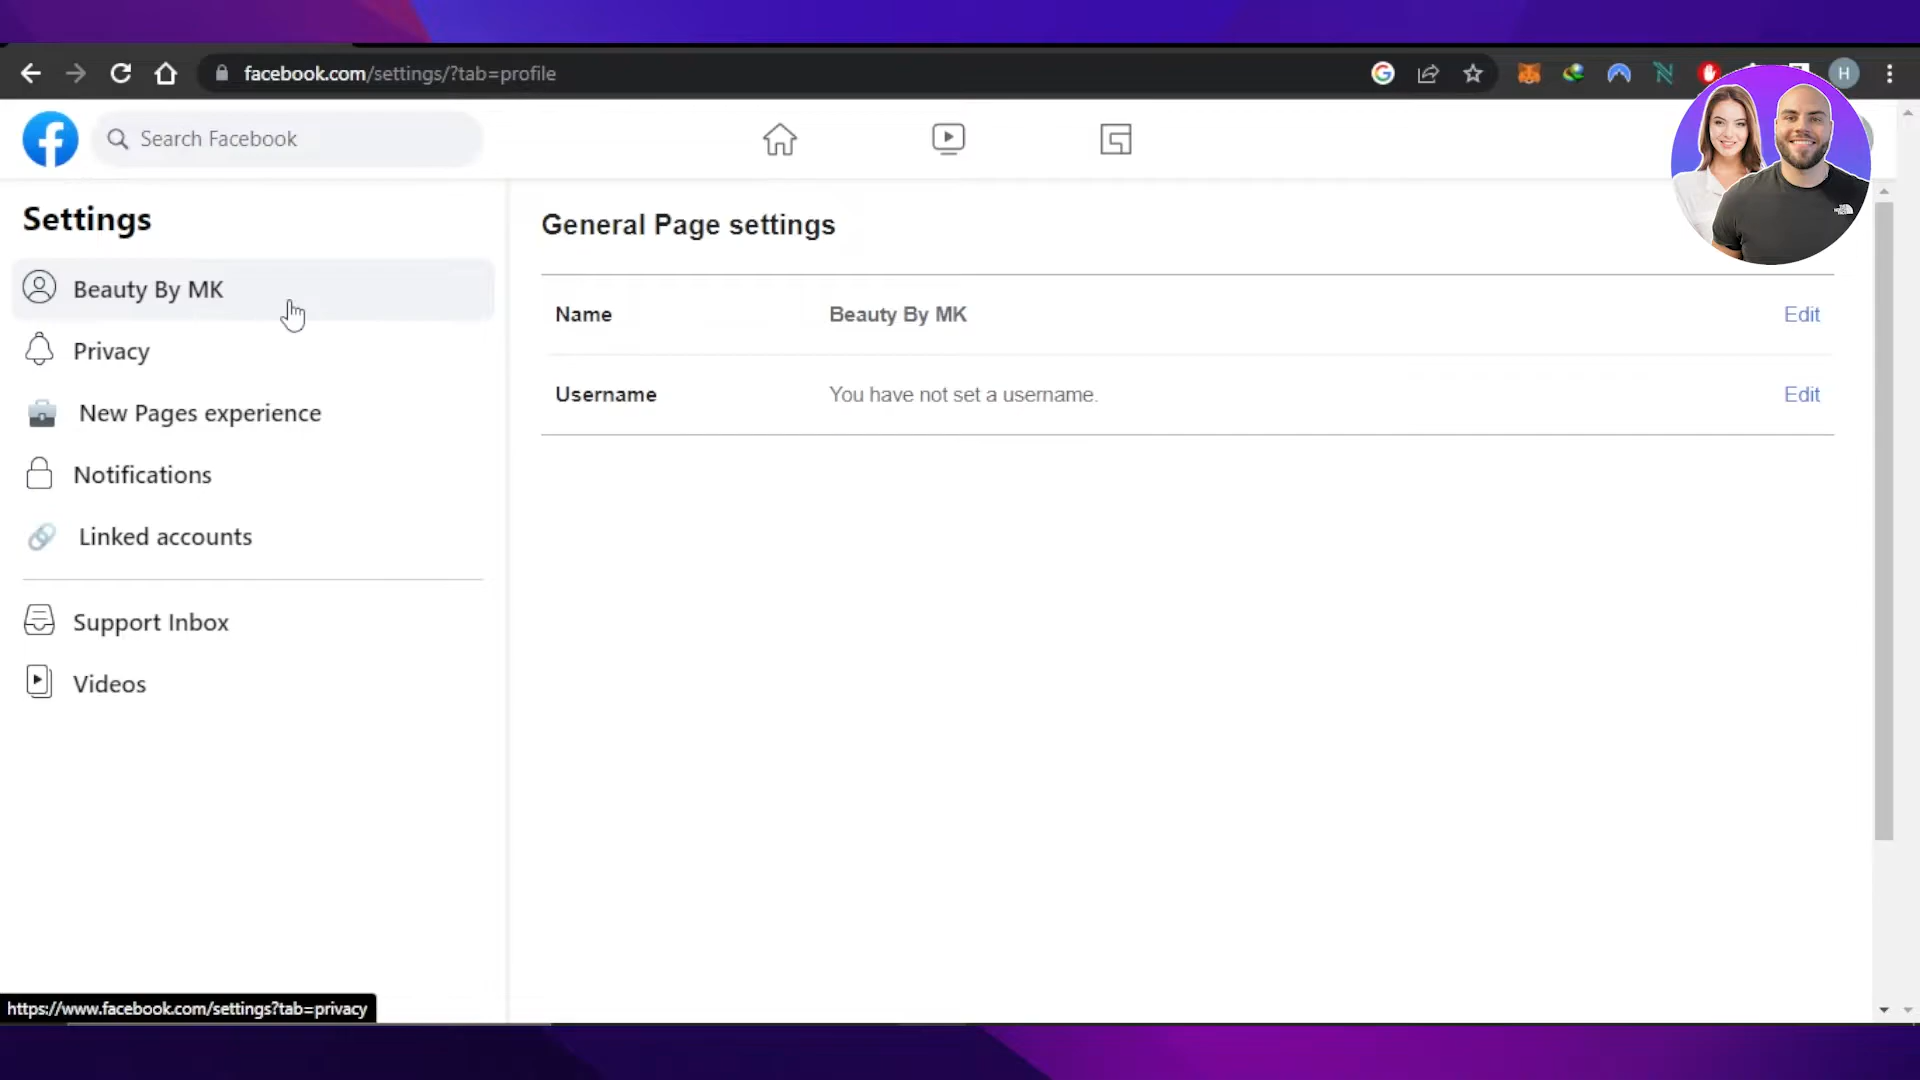 facebook.com/settings/?tab=profile
H
Search Facebook
Settings
Beauty By MK
Privacy
New Pages experience
Notifications
Linked accounts
Support Inbox
Videos
General Page settings
Name Beauty By MK Edit
Username You have not set a username. Edit
https://www.facebook.com/settings?tab=privacy